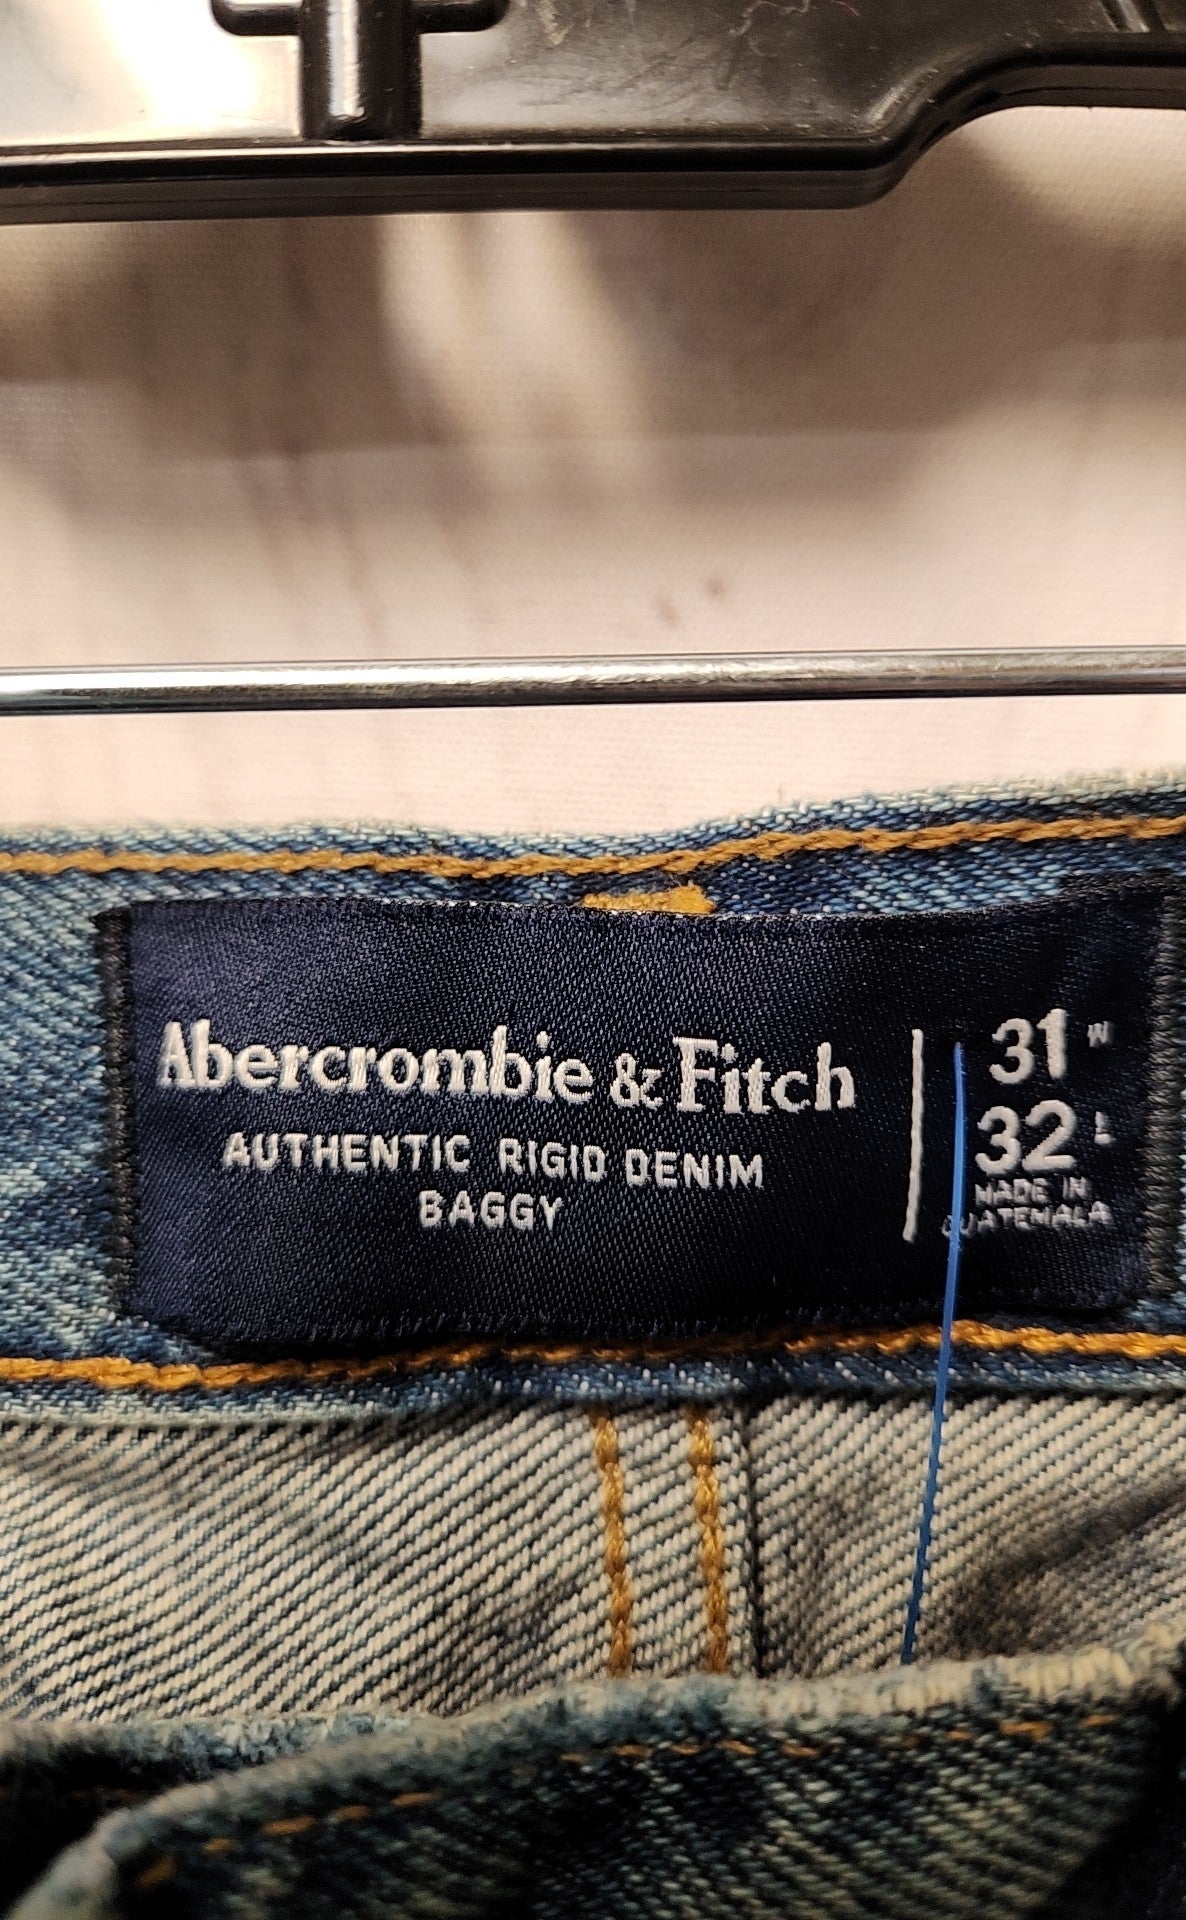 Abercrombie & Fitch
AUTHENTIC RIGID DENIM
BAGGY
31 W
32 L
MADE IN
GUATEMALA